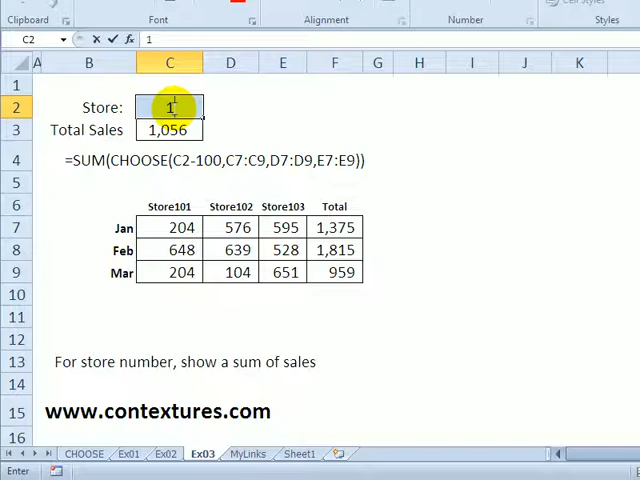 Clipboard Font Alignment Number Cell Styles Styles
C2 fx 1
A B C D E F G H I J K
1
2 Store: 1
3 Total Sales 1,056
4 =SUM(CHOOSE(C2-100,C7:C9,D7:D9,E7:E9))
5
6 Store101 Store102 Store103 Total
7 Jan 204 576 595 1,375
8 Feb 648 639 528 1,815
9 Mar 204 104 651 959
10
11
12
13 For store number, show a sum of sales
14
15 www.contextures.com
16
CHOOSE Ex01 Ex02 Ex03 MyLinks Sheet1
Enter